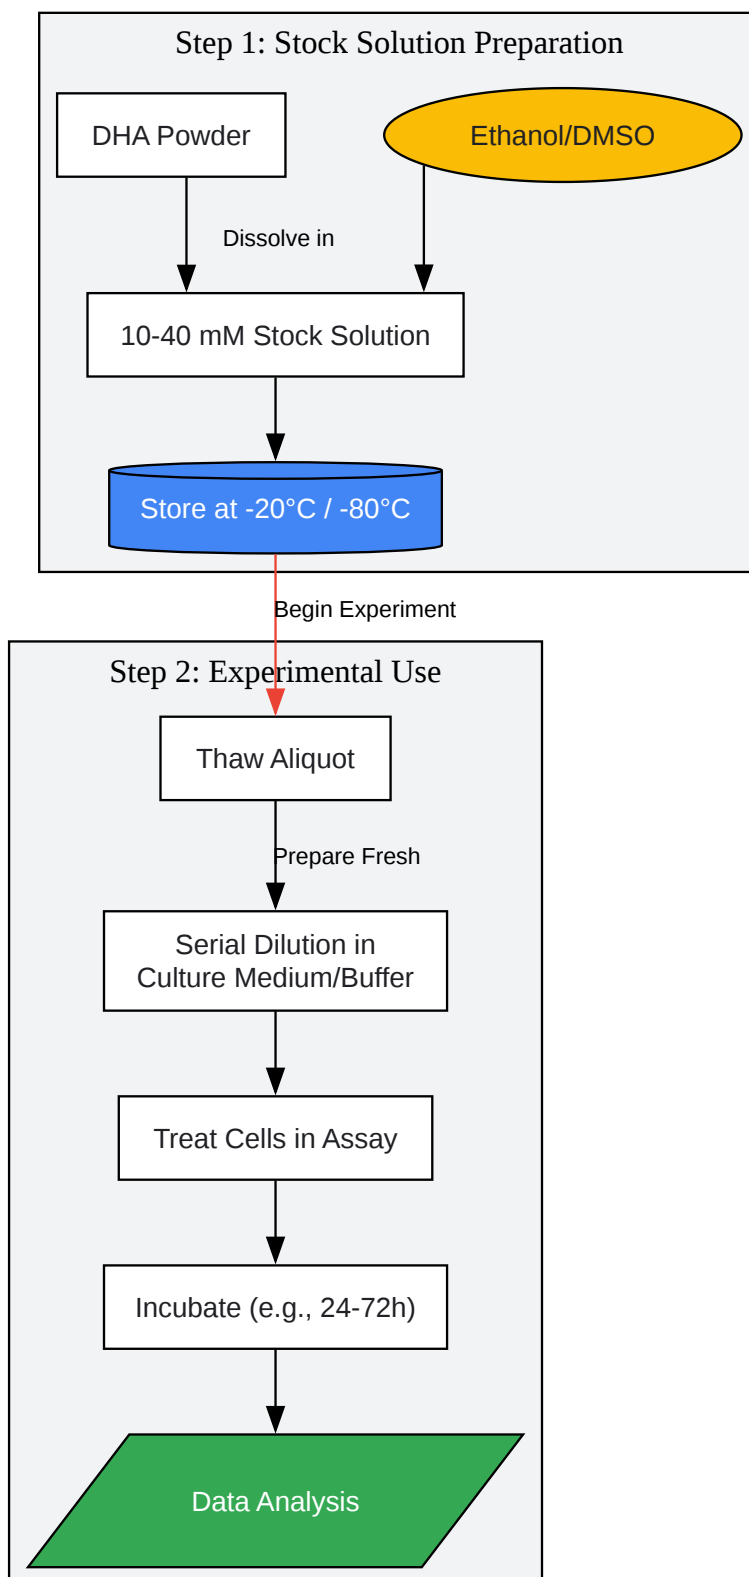 Step 1: Stock Solution Preparation
DHA Powder
Ethanol/DMSO
Dissolve in
10-40 mM Stock Solution
Store at -20°C / -80°C
Begin Experiment
Step 2: Experimental Use
Thaw Aliquot
Prepare Fresh
Serial Dilution in
Culture Medium/Buffer
Treat Cells in Assay
Incubate (e.g., 24-72h)
Data Analysis